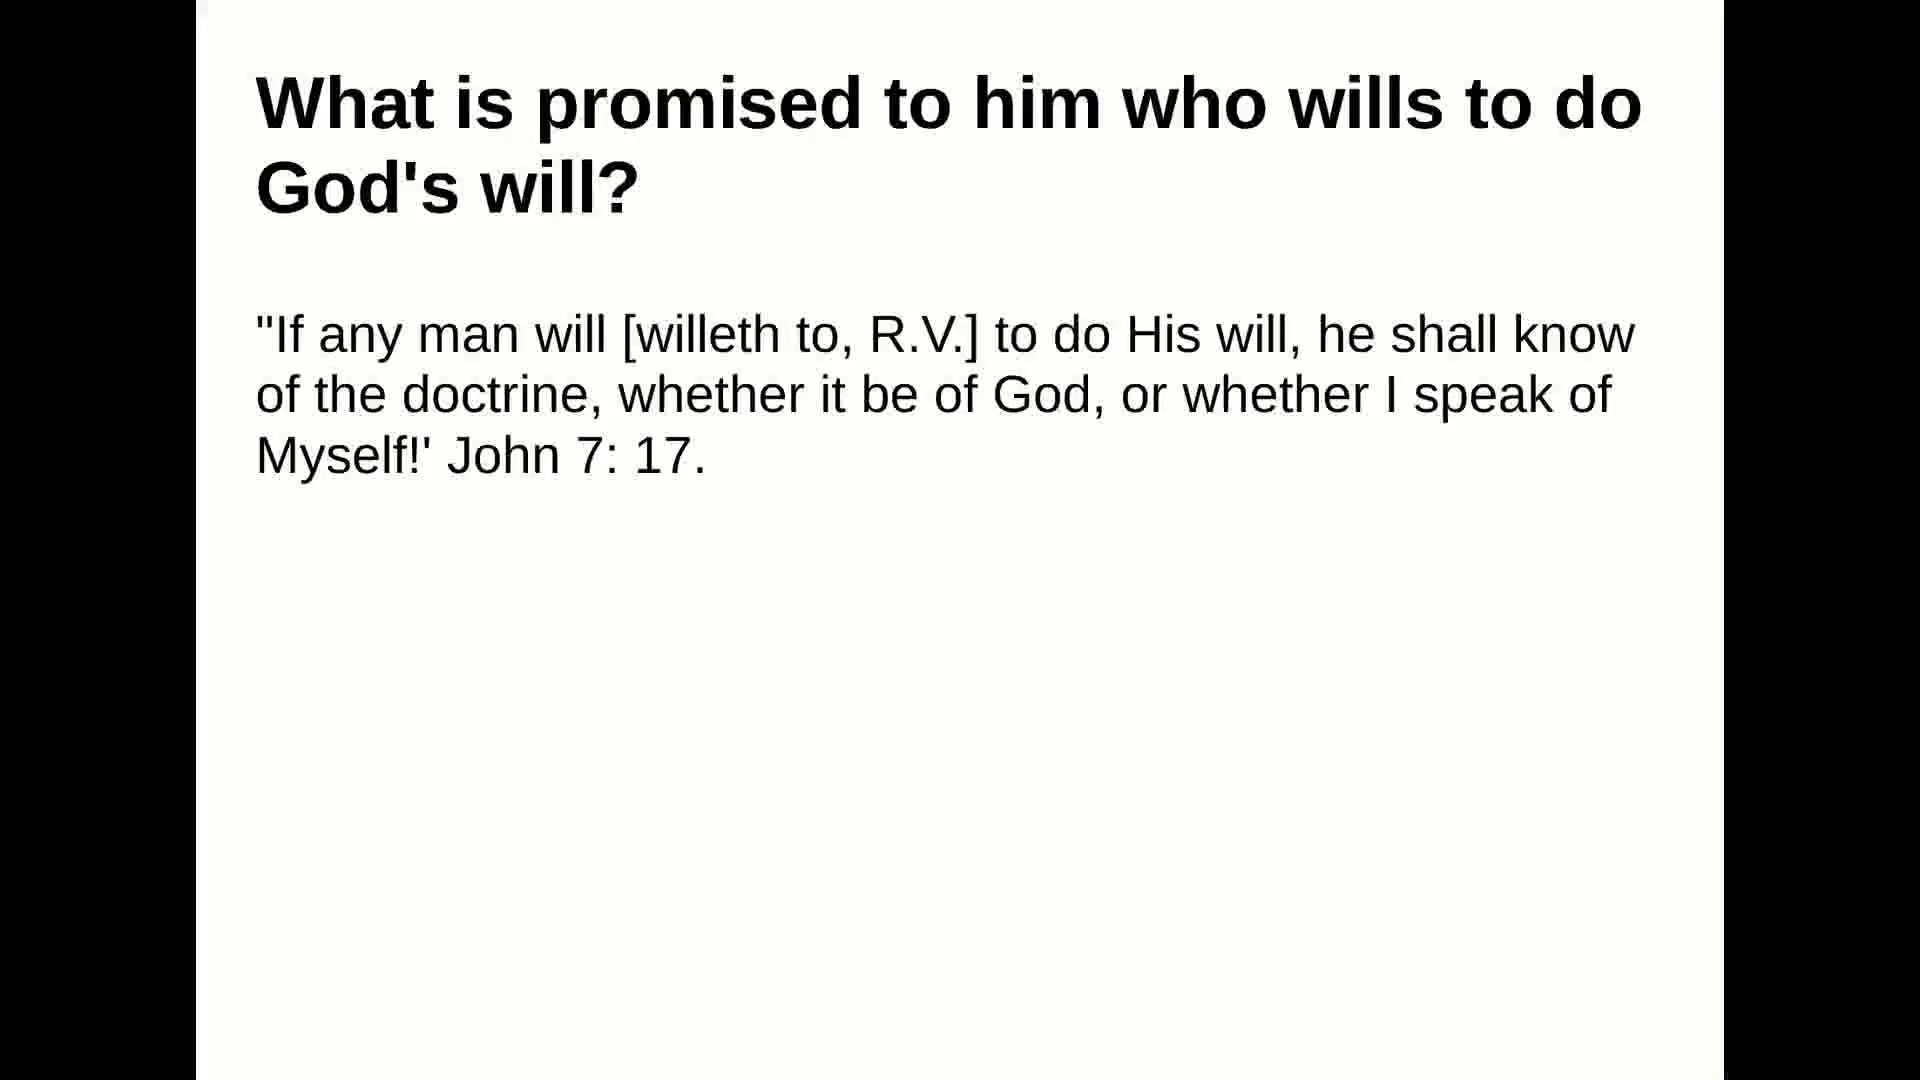 What is promised to him who wills to do
God's will?
"If any man will [willeth to, R.V.] to do His will, he shall know
of the doctrine, whether it be of God, or whether I speak of
Myself!' John 7: 17.